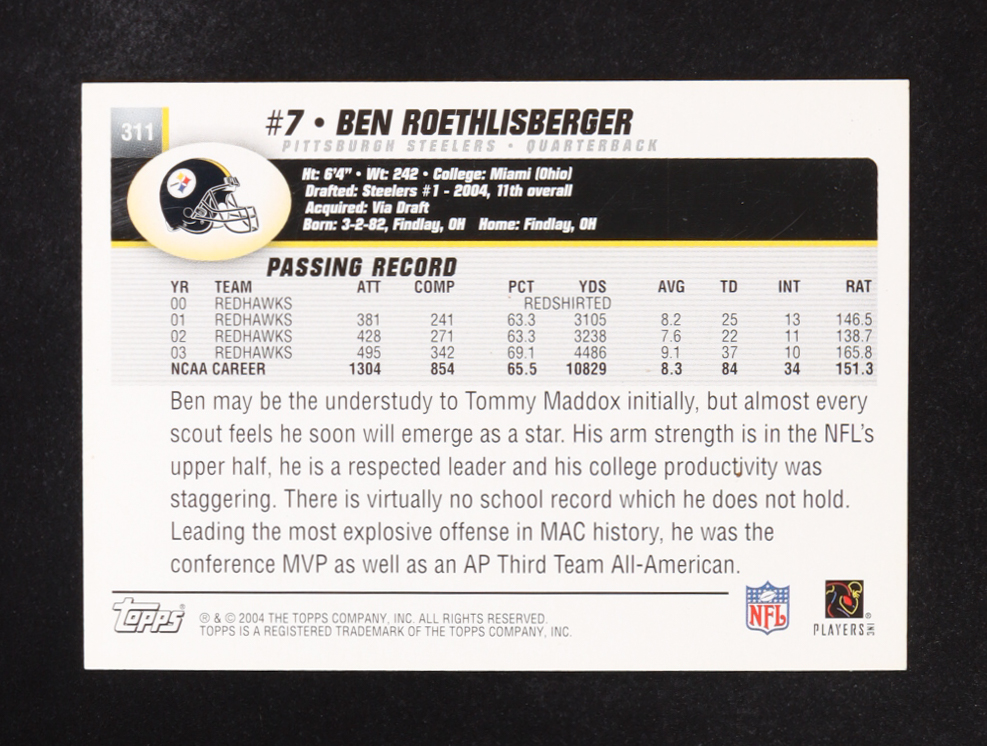 311
#7 • BEN ROETHLISBERGER
PITTSBURGH STEELERS • QUARTERBACK
Ht: 6'4" • Wt: 242 • College: Miami (Ohio)
Drafted: Steelers #1 - 2004, 11th overall
Acquired: Via Draft
Born: 3-2-82, Findlay, OH Home: Findlay, OH
PASSING RECORD
YR TEAM ATT COMP PCT YDS AVG TD INT RAT
00 REDHAWKS REDSHIRTED
01 REDHAWKS 381 241 63.3 3105 8.2 25 13 146.5
02 REDHAWKS 428 271 63.3 3238 7.6 22 11 138.7
03 REDHAWKS 495 342 69.1 4486 9.1 37 10 165.8
NCAA CAREER 1304 854 65.5 10829 8.3 84 34 151.3
Ben may be the understudy to Tommy Maddox initially, but almost every
scout feels he soon will emerge as a star. His arm strength is in the NFL's
upper half, he is a respected leader and his college productivity was
staggering. There is virtually no school record which he does not hold.
Leading the most explosive offense in MAC history, he was the
conference MVP as well as an AP Third Team All-American.
Topps ®
® & © 2004 THE TOPPS COMPANY, INC. ALL RIGHTS RESERVED.
TOPPS IS A REGISTERED TRADEMARK OF THE TOPPS COMPANY, INC.
NFL
PLAYERS INC ®